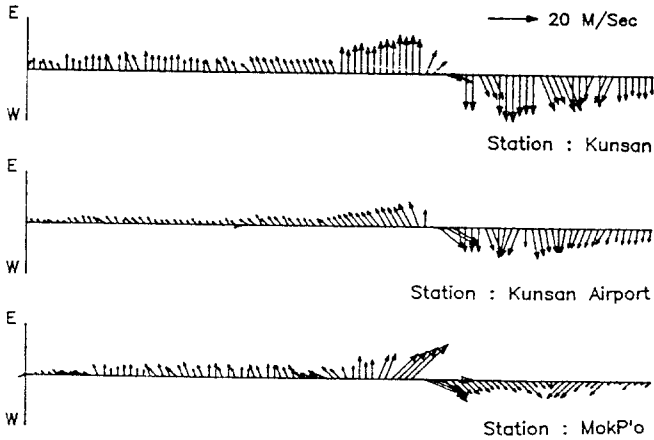 E
20 M/Sec
W
Station : Kunsan
E
W
Station : Kunsan Airport
E
W
Station : MokP'o